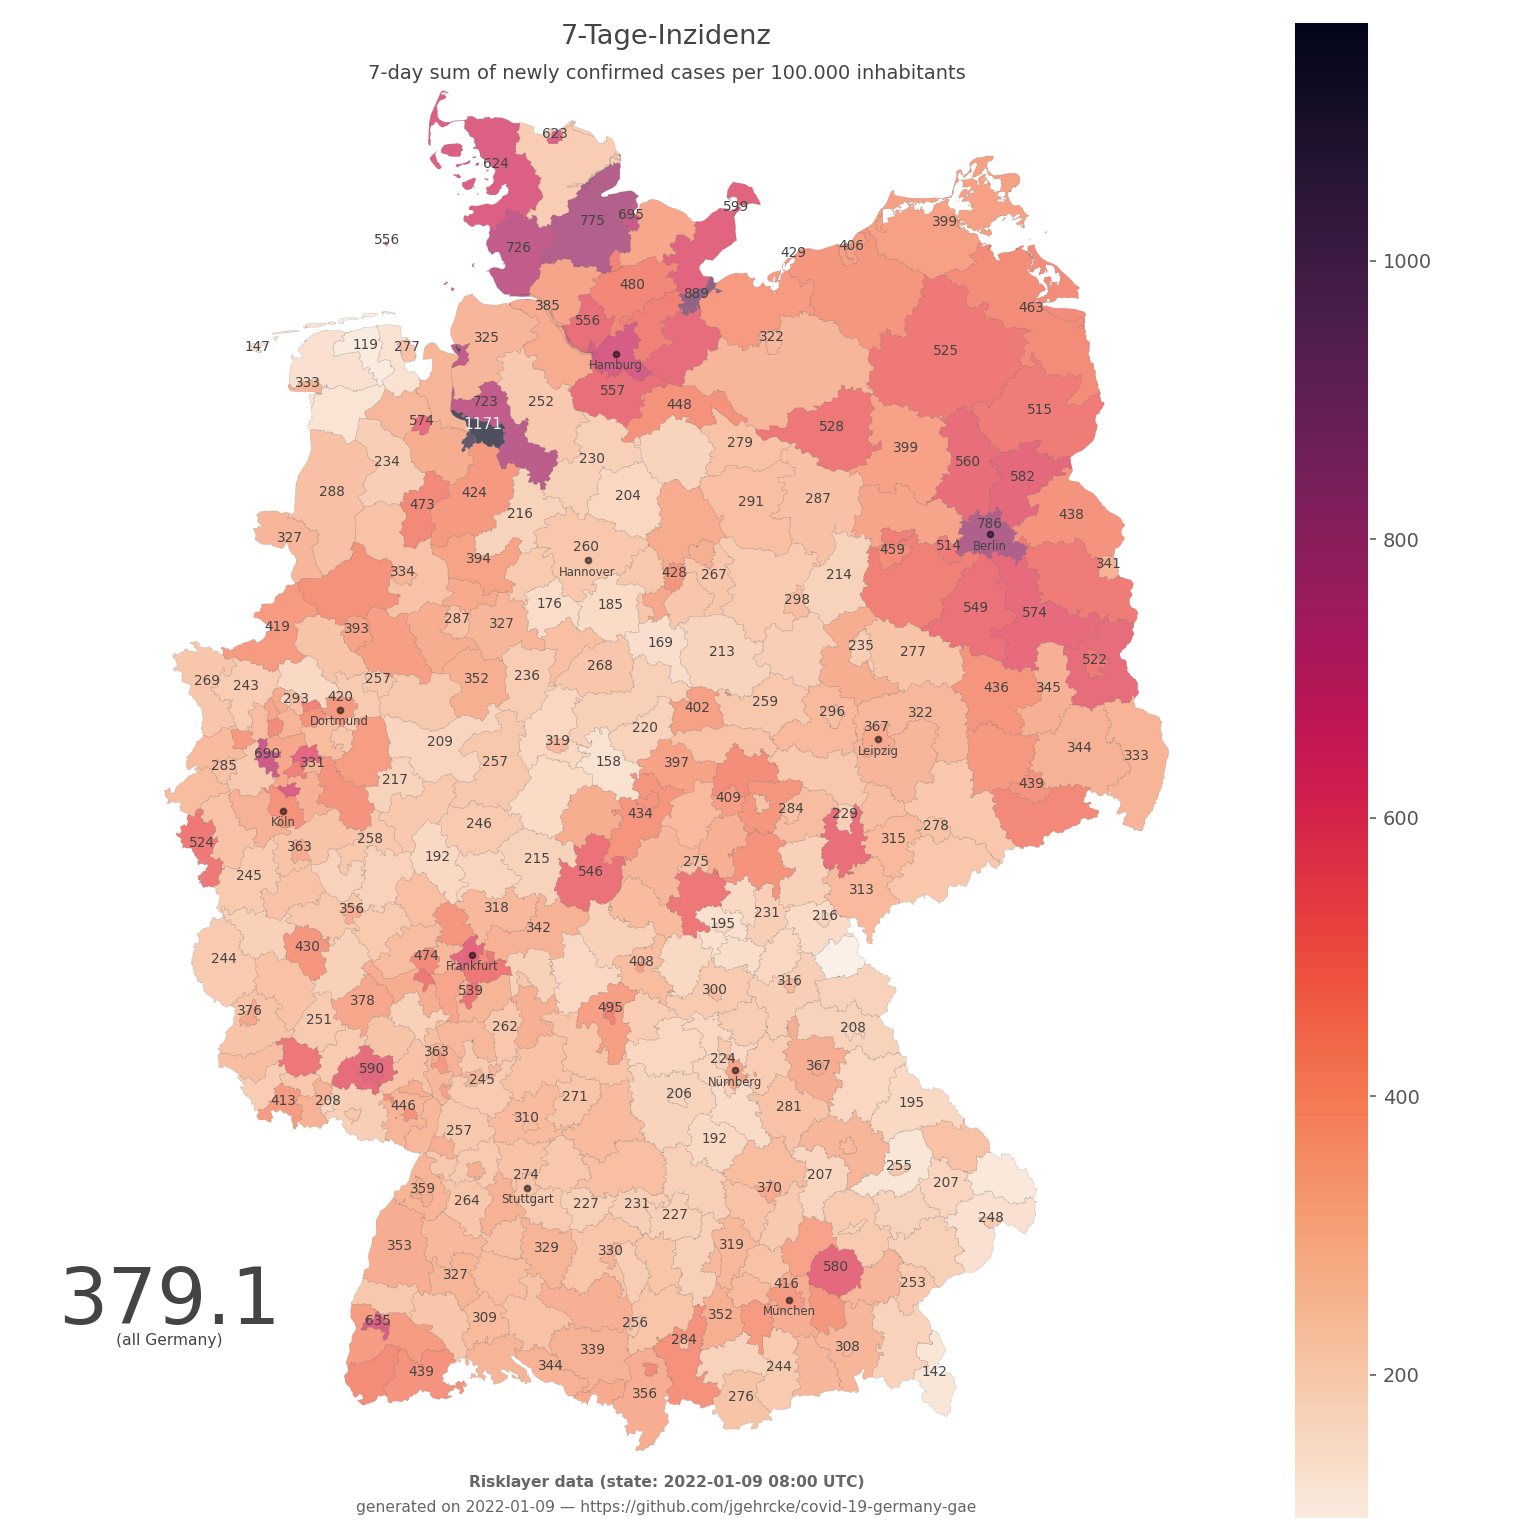 7-Tage-Inzidenz
7-day sum of newly confirmed cases per 100.000 inhabitants
623
624
599
775 695
399
556
726
406
429
1000
889
480
463
385
556
325
322
147 119 277
525
Hamburg
333
557
723 252 448 515
574 1171
528
279 399
234 230 560
582
288 424 204 291 287
473 216 438
786
327 260 459 514 Berlin 800
394 Hannover 341
334 428 267 214
176 185 298 549 574
419 393 287 327
169 235 277
213 522
269 243 257 352 236 268
293 420 436 345
Dortmund 402 259 296 322
220 367
209 319 Leipzig 344
690 331 257 158 397 333
285
217 439
409
434 284 229 600
Köln 246 315 278
524 363 258
192 215 275
245 546
313
356 318 195 231 216
342
430
244 474 408
Frankfurt 316
539 300
376 378 495
251 262 208
363 224 367
590 245 Nürnberg
413 208 446 271 206 281 195 400
257 310
192
255
274 207 207
359 264 Stuttgart 370
227 231 227 248
353 329 330 319
580
327 416 253
379.1 München
(all Germany) 635 309 256 352
284 308
439 344 339 244 142 200
356 276
Risklayer data (state: 2022-01-09 08:00 UTC)
generated on 2022-01-09 — https://github.com/jgehrcke/covid-19-germany-gae